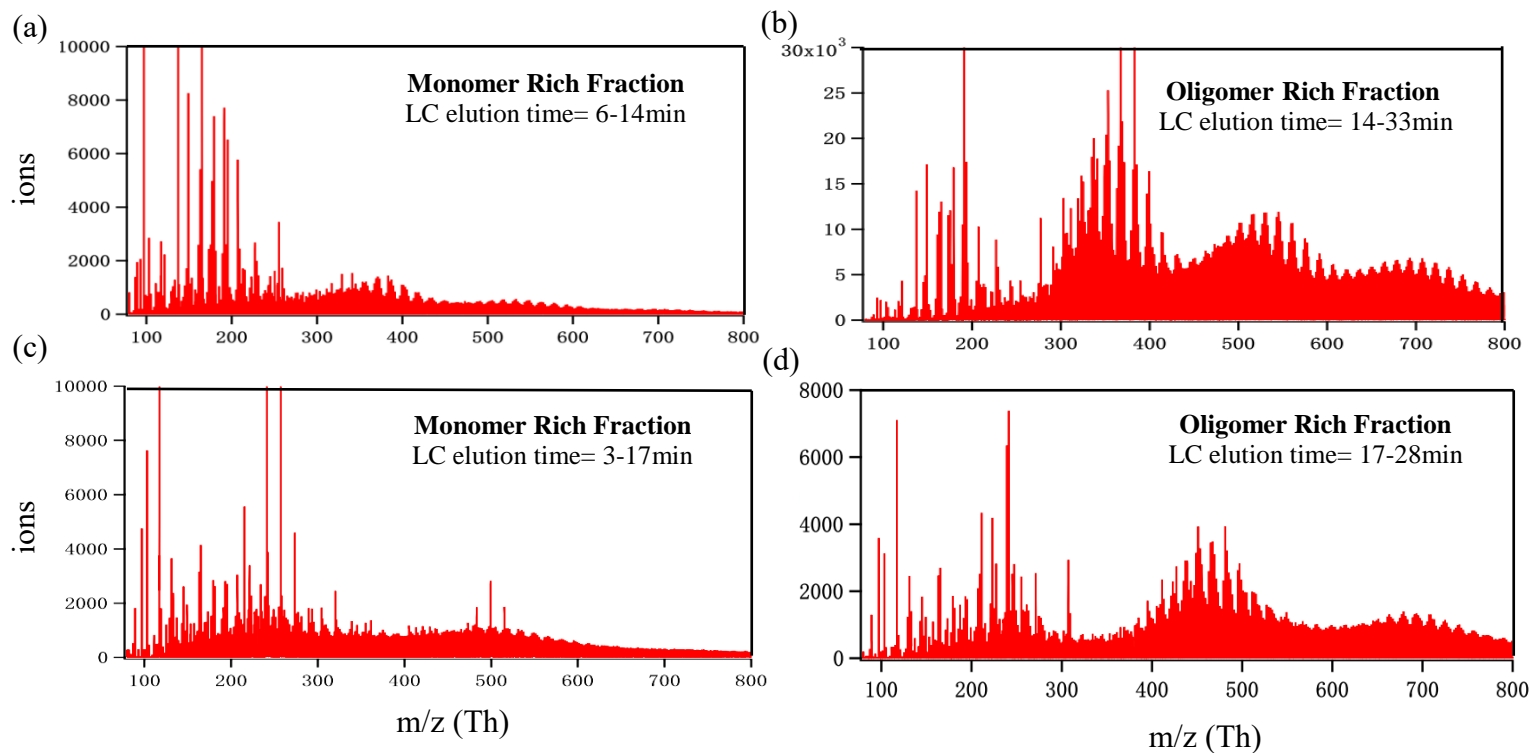 (a)
10000
8000
6000
4000
2000
0
ions
Monomer Rich Fraction
LC elution time= 6-14min
100 200 300 400 500 600 700 800
(b)
30x10³
25
20
15
10
5
0
Oligomer Rich Fraction
LC elution time= 14-33min
100 200 300 400 500 600 700 800
(c)
10000
8000
6000
4000
2000
0
ions
Monomer Rich Fraction
LC elution time= 3-17min
100 200 300 400 500 600 700 800
m/z (Th)
(d)
8000
6000
4000
2000
0
Oligomer Rich Fraction
LC elution time= 17-28min
100 200 300 400 500 600 700 800
m/z (Th)